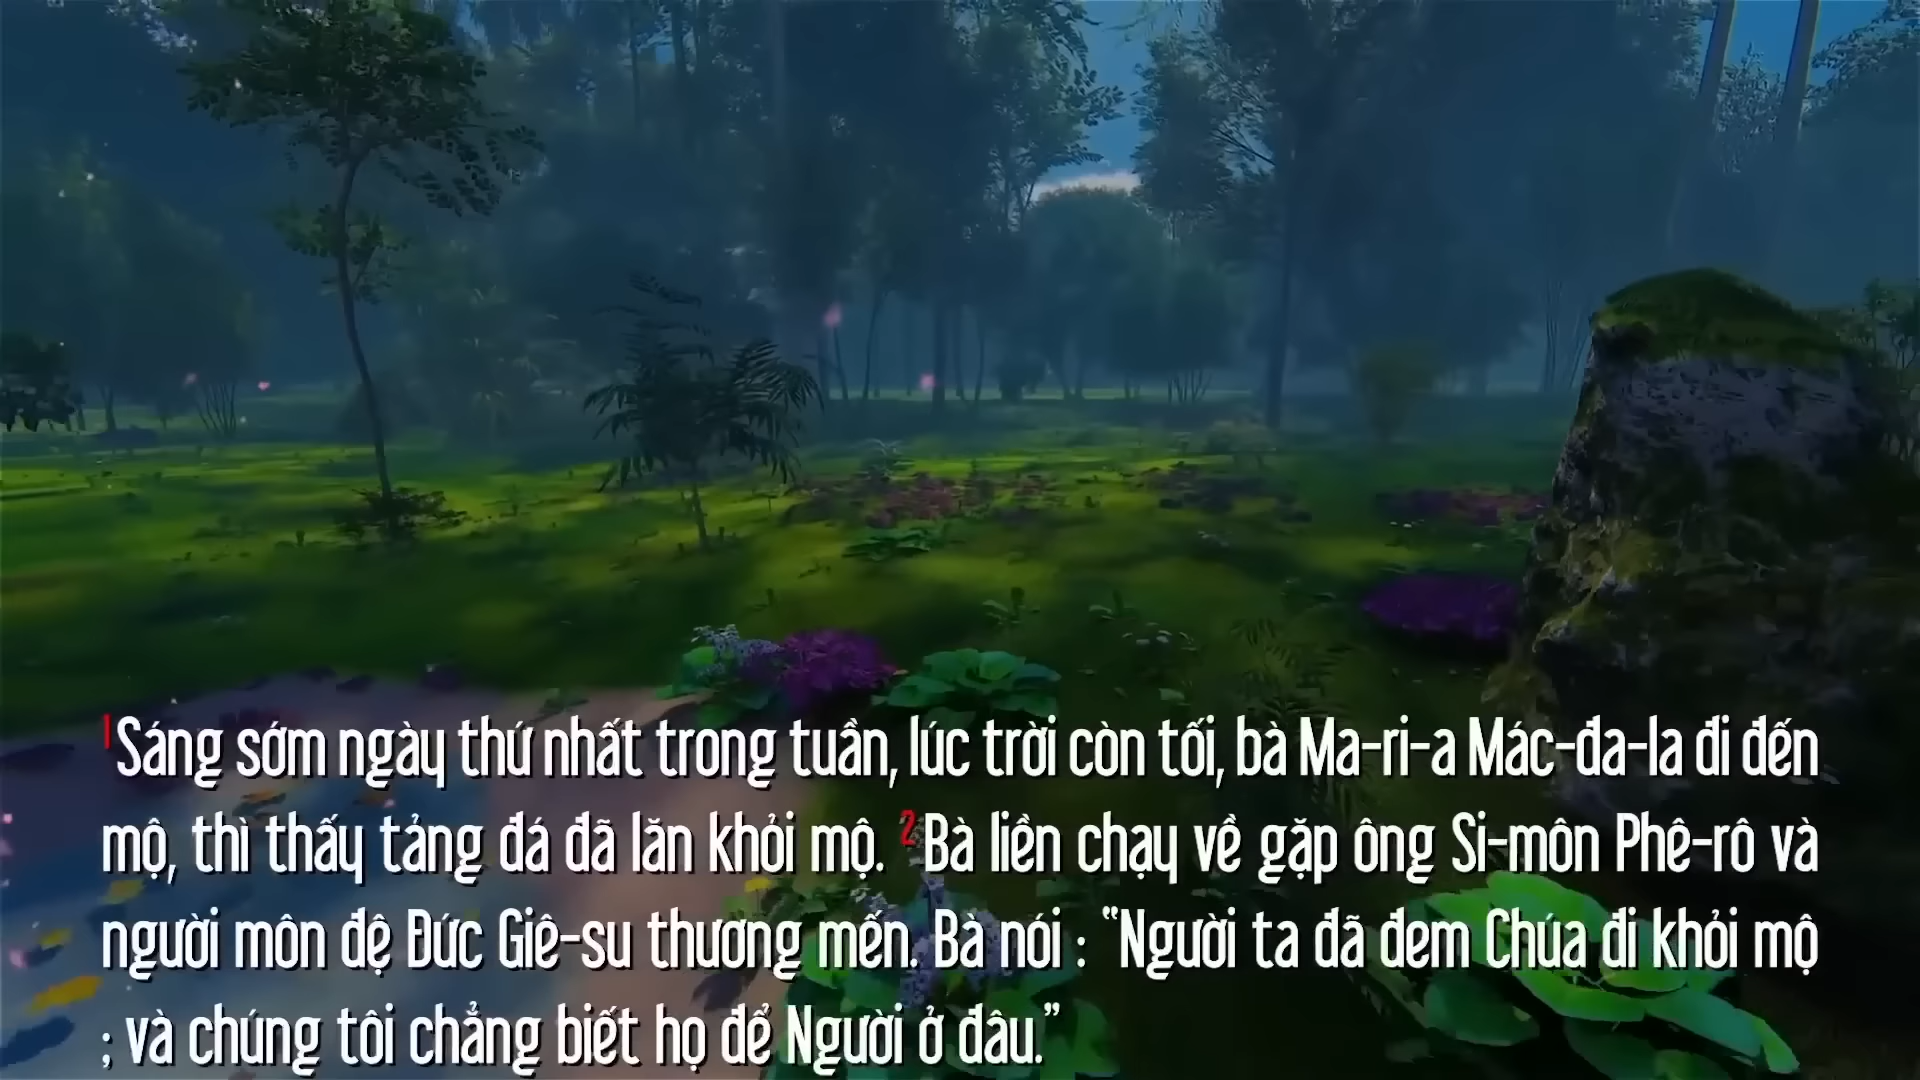 1Sáng sớm ngày thứ nhất trong tuần, lúc trời còn tối, bà Ma-ri-a Mác-đa-la đi đến
mộ, thì thấy tảng đá đã lăn khỏi mộ. 2Bà liền chạy về gặp ông Si-môn Phê-rô và
người môn đệ Đức Giê-su thương mến. Bà nói : “Người ta đã đem Chúa đi khỏi mộ
; và chúng tôi chẳng biết họ để Người ở đâu.”